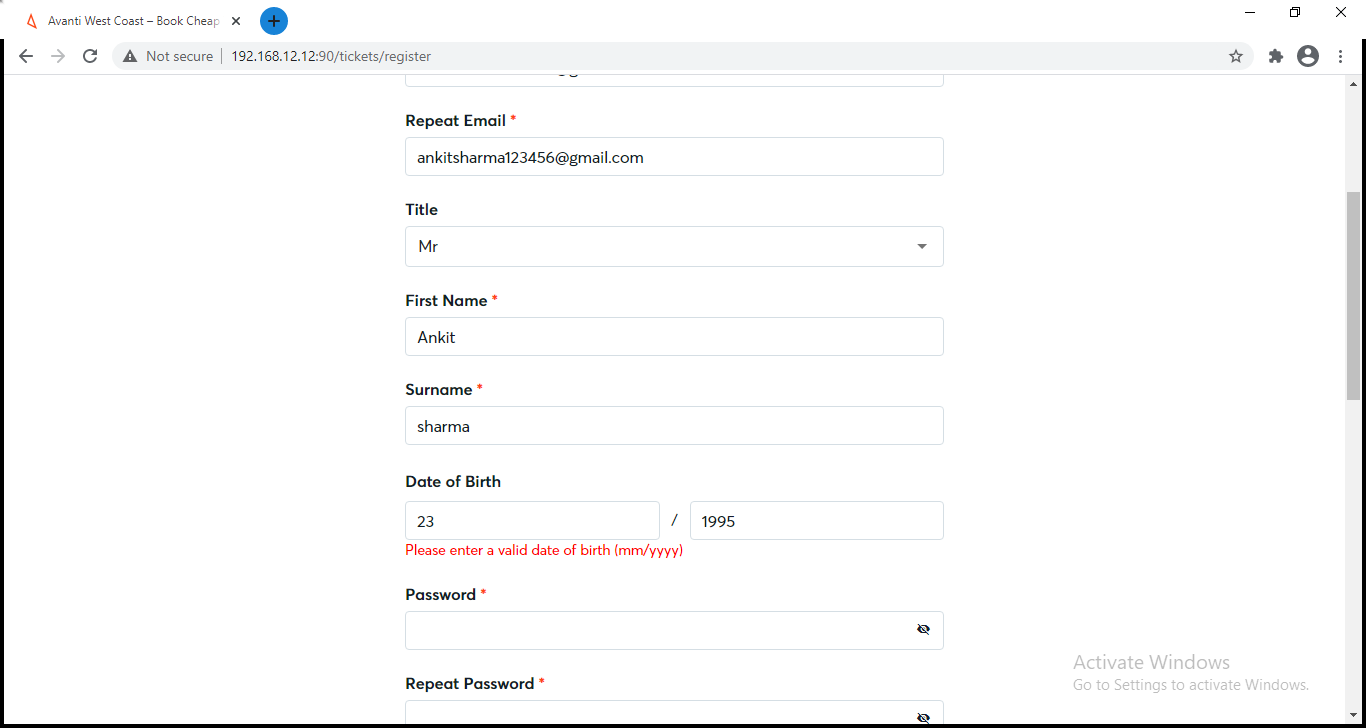 Avanti West Coast – Book Cheap
Not secure | 192.168.12.12:90/tickets/register
Repeat Email *
ankitsharma123456@gmail.com
Title
Mr
First Name *
Ankit
Surname *
sharma
Date of Birth
23 / 1995
Please enter a valid date of birth (mm/yyyy)
Password *
Repeat Password *
Activate Windows
Go to Settings to activate Windows.